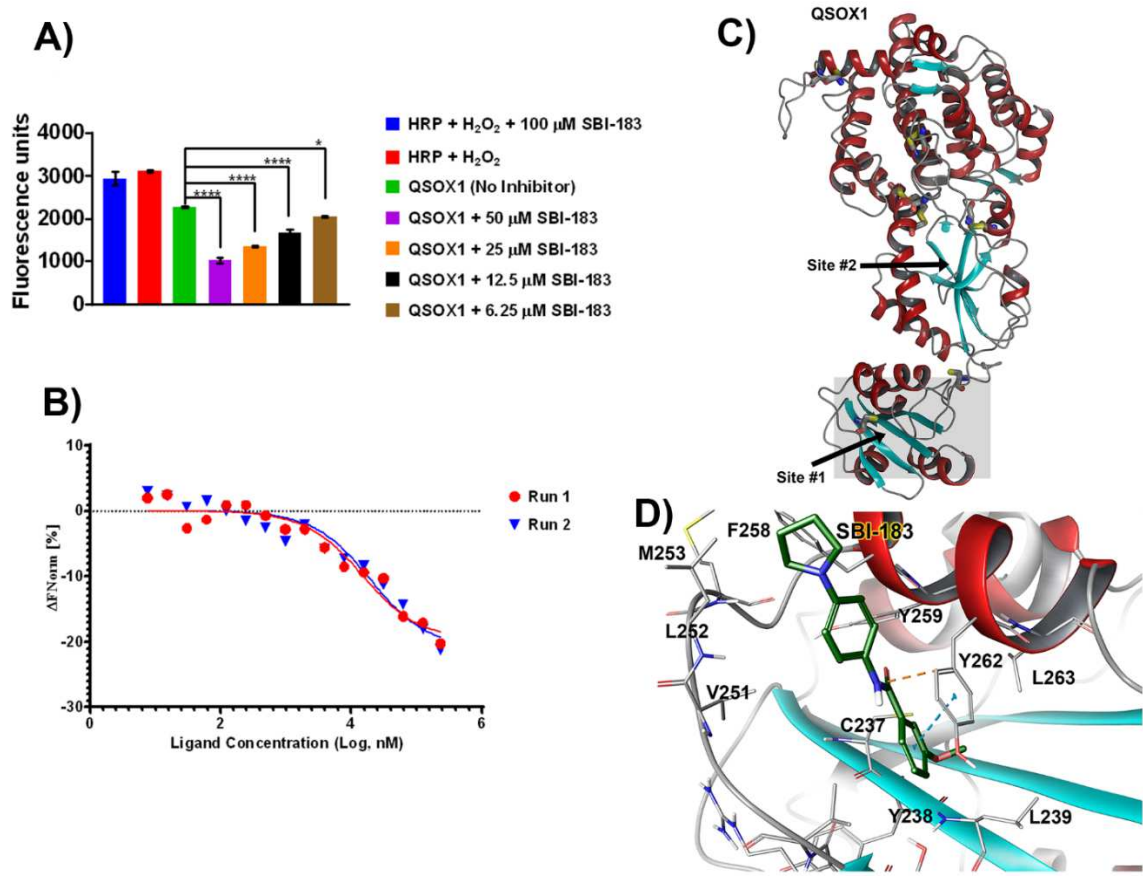 A)
Fluorescence units
4000
3000
2000
1000
0
*
****
****
****
HRP + H₂O₂ + 100 μM SBI-183
HRP + H₂O₂
QSOX1 (No Inhibitor)
QSOX1 + 50 μM SBI-183
QSOX1 + 25 μM SBI-183
QSOX1 + 12.5 μM SBI-183
QSOX1 + 6.25 μM SBI-183
B)
ΔFNorm [%]
10
0
-10
-20
-30
0
2
4
6
Ligand Concentration (Log, nM)
Run 1
Run 2
C)
QSOX1
Site #2
Site #1
D)
SBI-183
F258
M253
Y259
L252
Y262
L263
V251
C237
Y238
L239